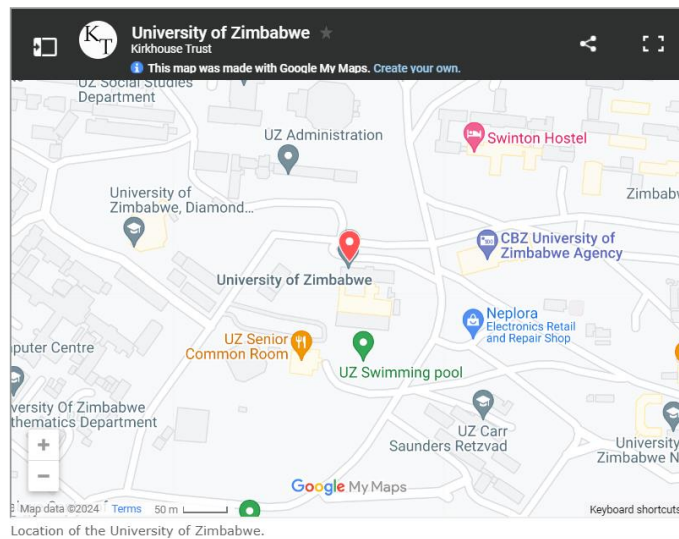 K
T
University of Zimbabwe
Kirkhouse Trust
This map was made with Google My Maps. Create your own.
UZ Social Studies
Department
UZ Administration
Swinton Hostel
University of
Zimbabwe, Diamond...
Zimbabw
CBZ University of
Zimbabwe Agency
University of Zimbabwe
Neplora
Electronics Retail
and Repair Shop
UZ Senior
Common Room
puter Centre
UZ Swimming pool
versity Of Zimbabwe
thematics Department
UZ Carr
Saunders Retzvad
University
Zimbabwe N
+
−
Google My Maps
Map data ©2024
Terms
50 m
Keyboard shortcuts
Location of the University of Zimbabwe.